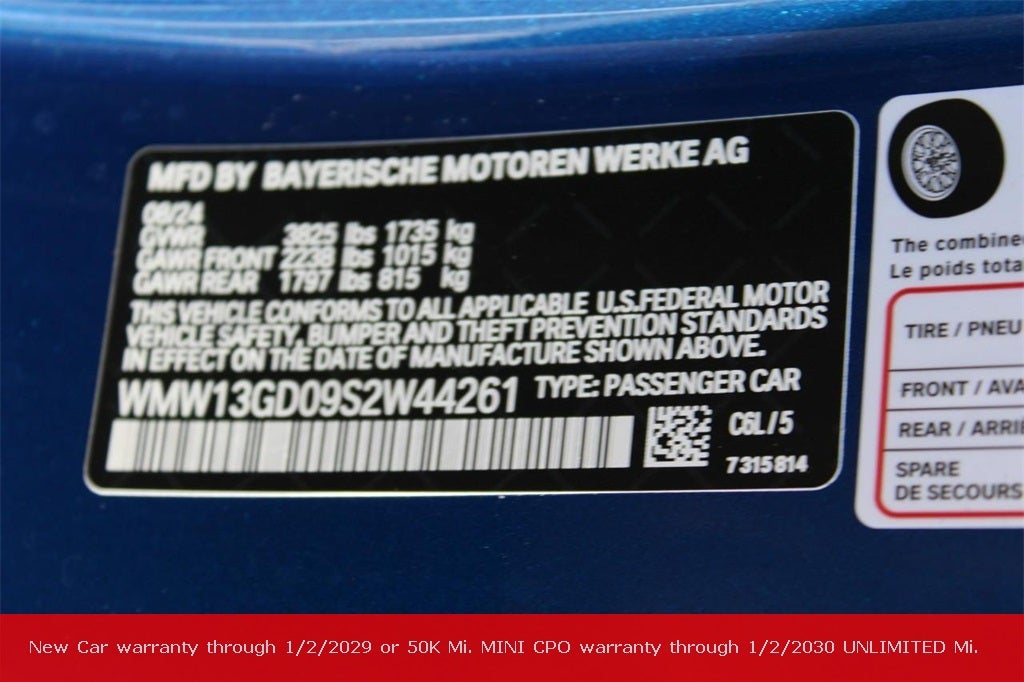 MFD BY BAYERISCHE MOTOREN WERKE AG
08/24
GVWR 3825 lbs 1735 kg
GAWR FRONT 2238 lbs 1015 kg
GAWR REAR 1797 lbs 815 kg
THIS VEHICLE CONFORMS TO ALL APPLICABLE U.S.FEDERAL MOTOR
VEHICLE SAFETY, BUMPER AND THEFT PREVENTION STANDARDS
IN EFFECT ON THE DATE OF MANUFACTURE SHOWN ABOVE.
WMW13GD09S2W44261 TYPE: PASSENGER CAR
C6L/5
7315814
The combine
Le poids tota
TIRE / PNEU
FRONT / AVA
REAR / ARRIE
SPARE
DE SECOURS
New Car warranty through 1/2/2029 or 50K Mi. MINI CPO warranty through 1/2/2030 UNLIMITED Mi.